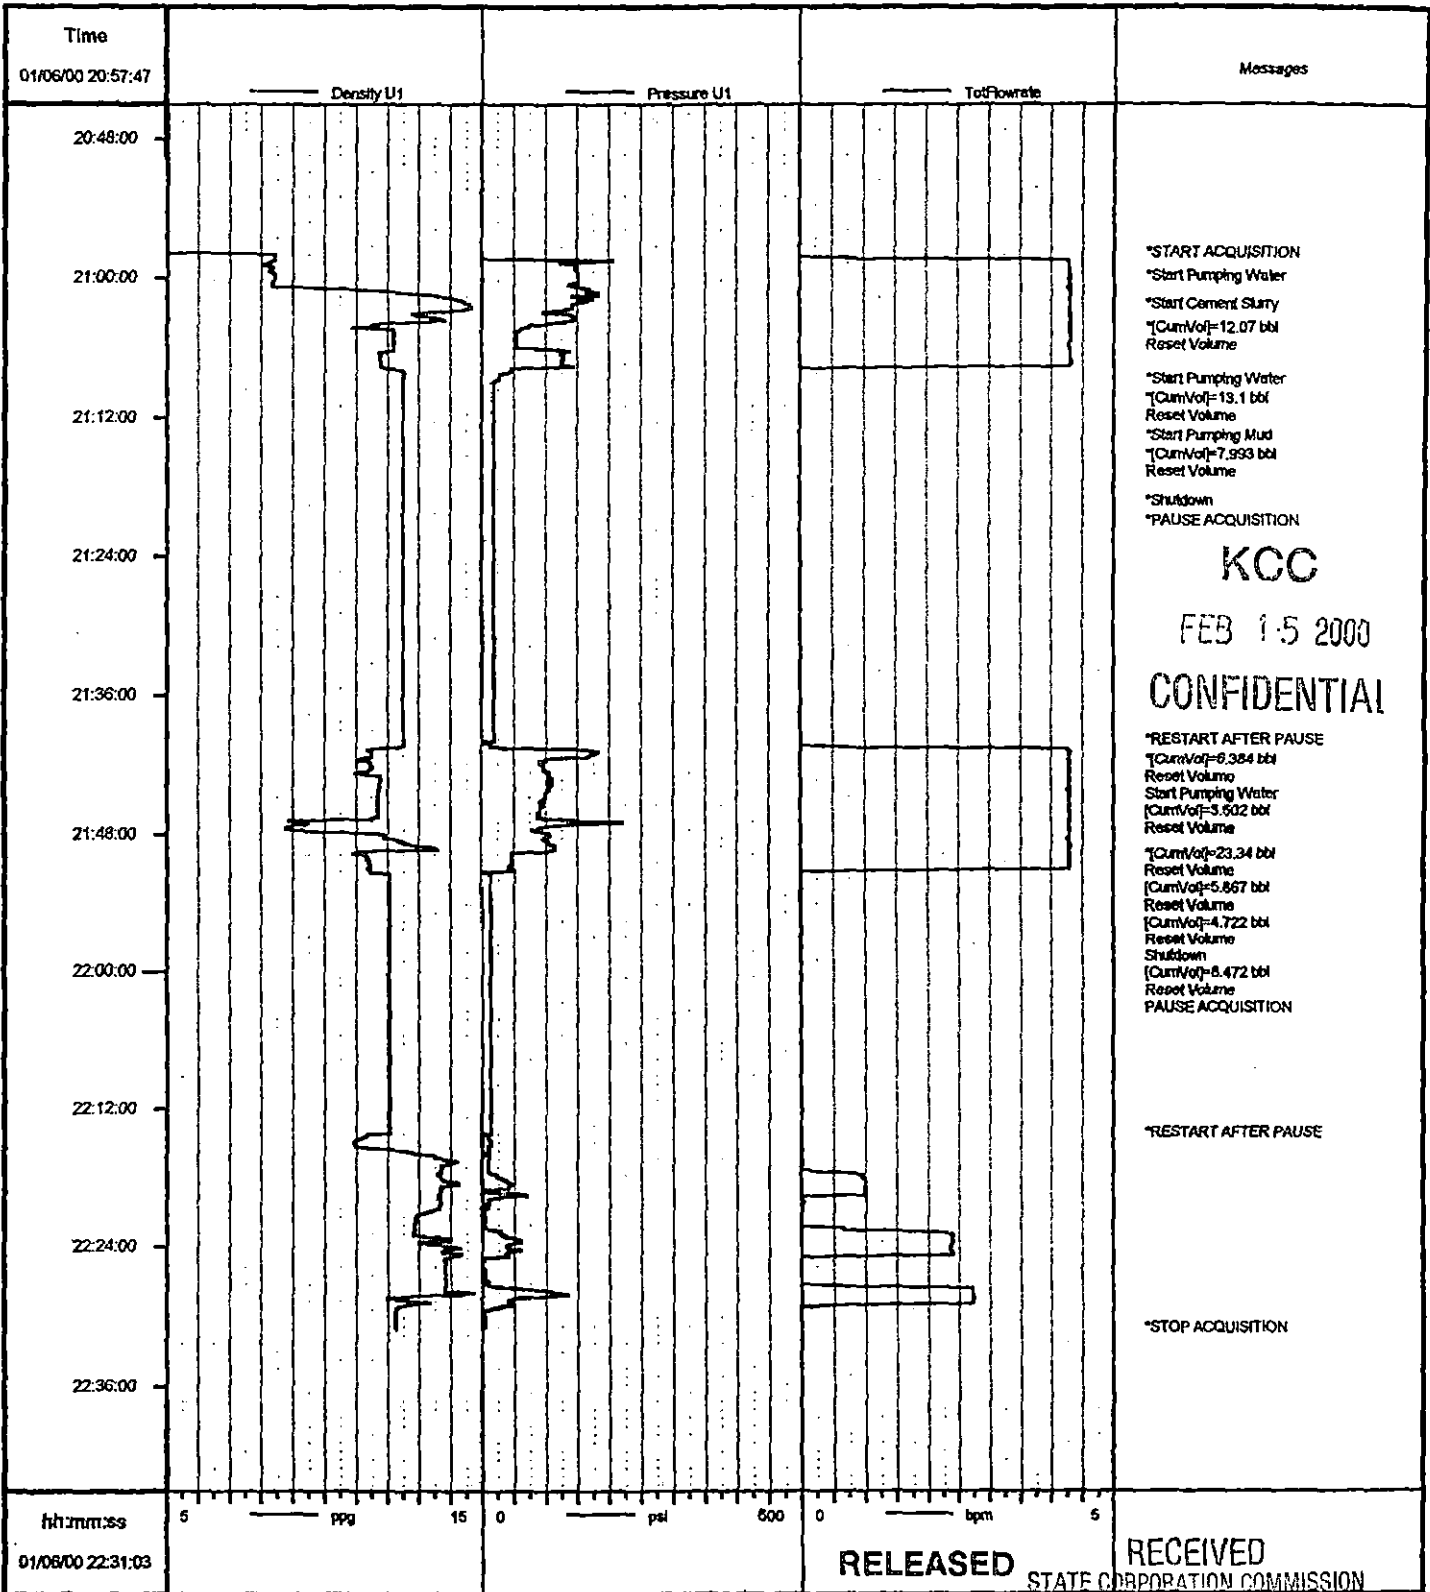 Time
01/06/00 20:57:47
Density U1
Pressure U1
TotFlowrate
Messages
20:48:00
21:00:00
21:12:00
21:24:00
21:36:00
21:48:00
22:00:00
22:12:00
22:24:00
22:36:00
*START ACQUISITION
*Start Pumping Water
*Start Cement Slurry
*[CumVol]=12.07 bbl
Reset Volume
*Start Pumping Water
*[CumVol]=13.1 bbl
Reset Volume
*Start Pumping Mud
*[CumVol]=7.993 bbl
Reset Volume
*Shutdown
*PAUSE ACQUISITION
KCC
FEB 15 2000
CONFIDENTIAL
*RESTART AFTER PAUSE
*[CumVol]=6.384 bbl
Reset Volume
Start Pumping Water
[CumVol]=3.502 bbl
Reset Volume
*[CumVol]=23.34 bbl
Reset Volume
[CumVol]=5.867 bbl
Reset Volume
[CumVol]=4.722 bbl
Reset Volume
Shutdown
Reset Volume
PAUSE ACQUISITION
*RESTART AFTER PAUSE
*STOP ACQUISITION
hh:mm:ss
01/06/00 22:31:03
5 ppg 15
0 psi 600
0 bpm 5
RELEASED
RECEIVED
STATE CORPORATION COMMISSION